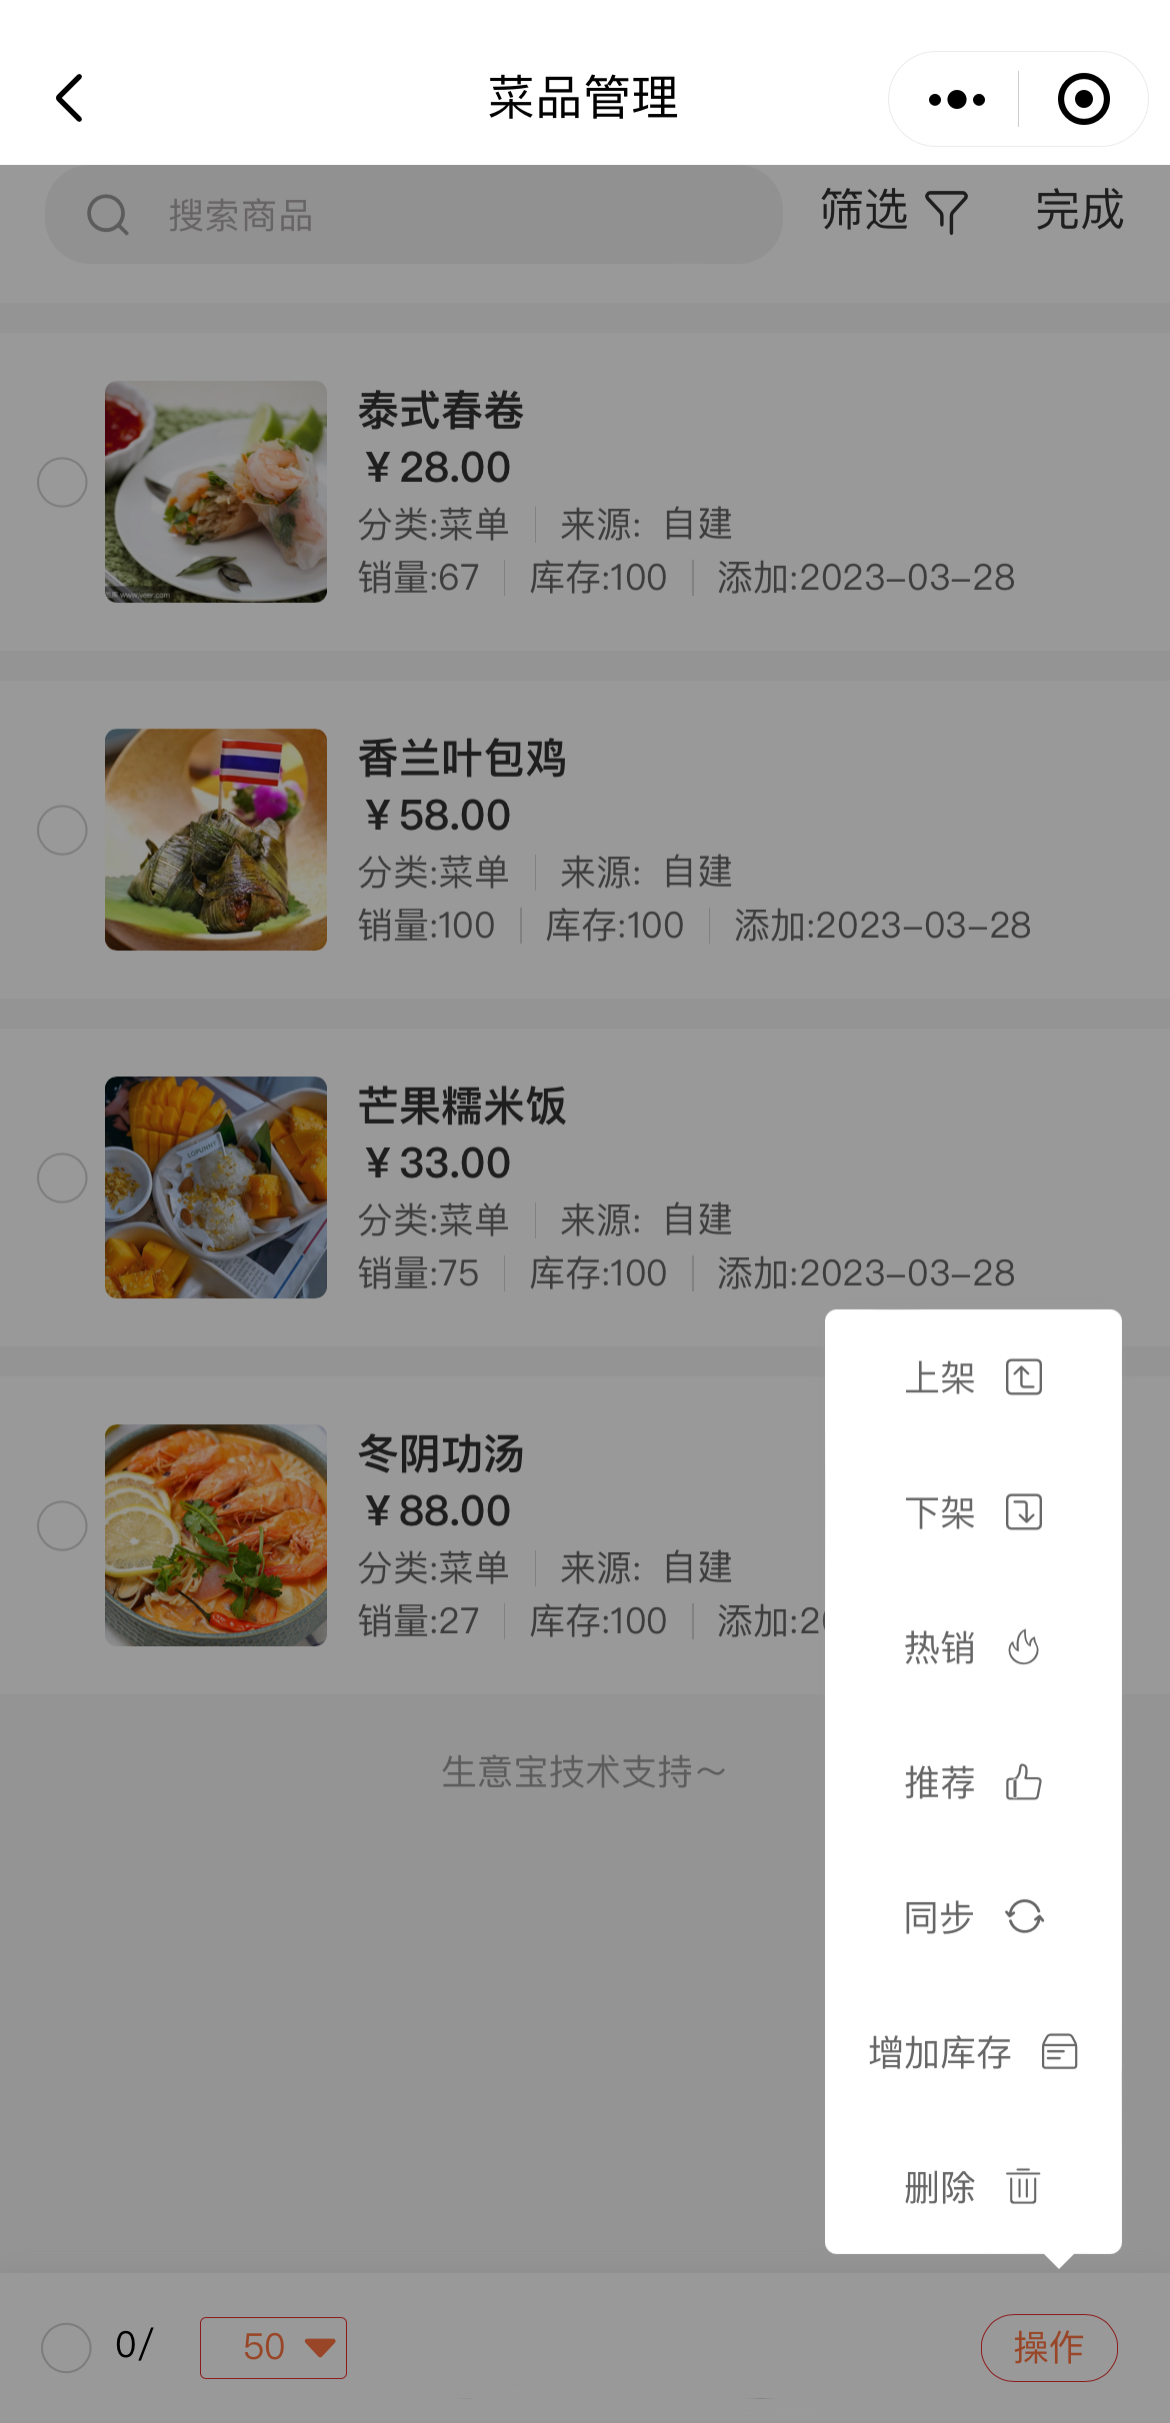 菜品管理
搜索商品
筛选
完成
泰式春卷
¥ 28.00
分类:菜单 来源: 自建
销量:67 库存:100 添加:2023-03-28
www.veer.com
香兰叶包鸡
¥ 58.00
分类:菜单 来源: 自建
销量:100 库存:100 添加:2023-03-28
芒果糯米饭
¥ 33.00
分类:菜单 来源: 自建
销量:75 库存:100 添加:2023-03-28
冬阴功汤
¥ 88.00
分类:菜单 来源: 自建
销量:27 库存:100 添加:2
生意宝技术支持～
上架
下架
热销
推荐
同步
增加库存
删除
0/
50
操作